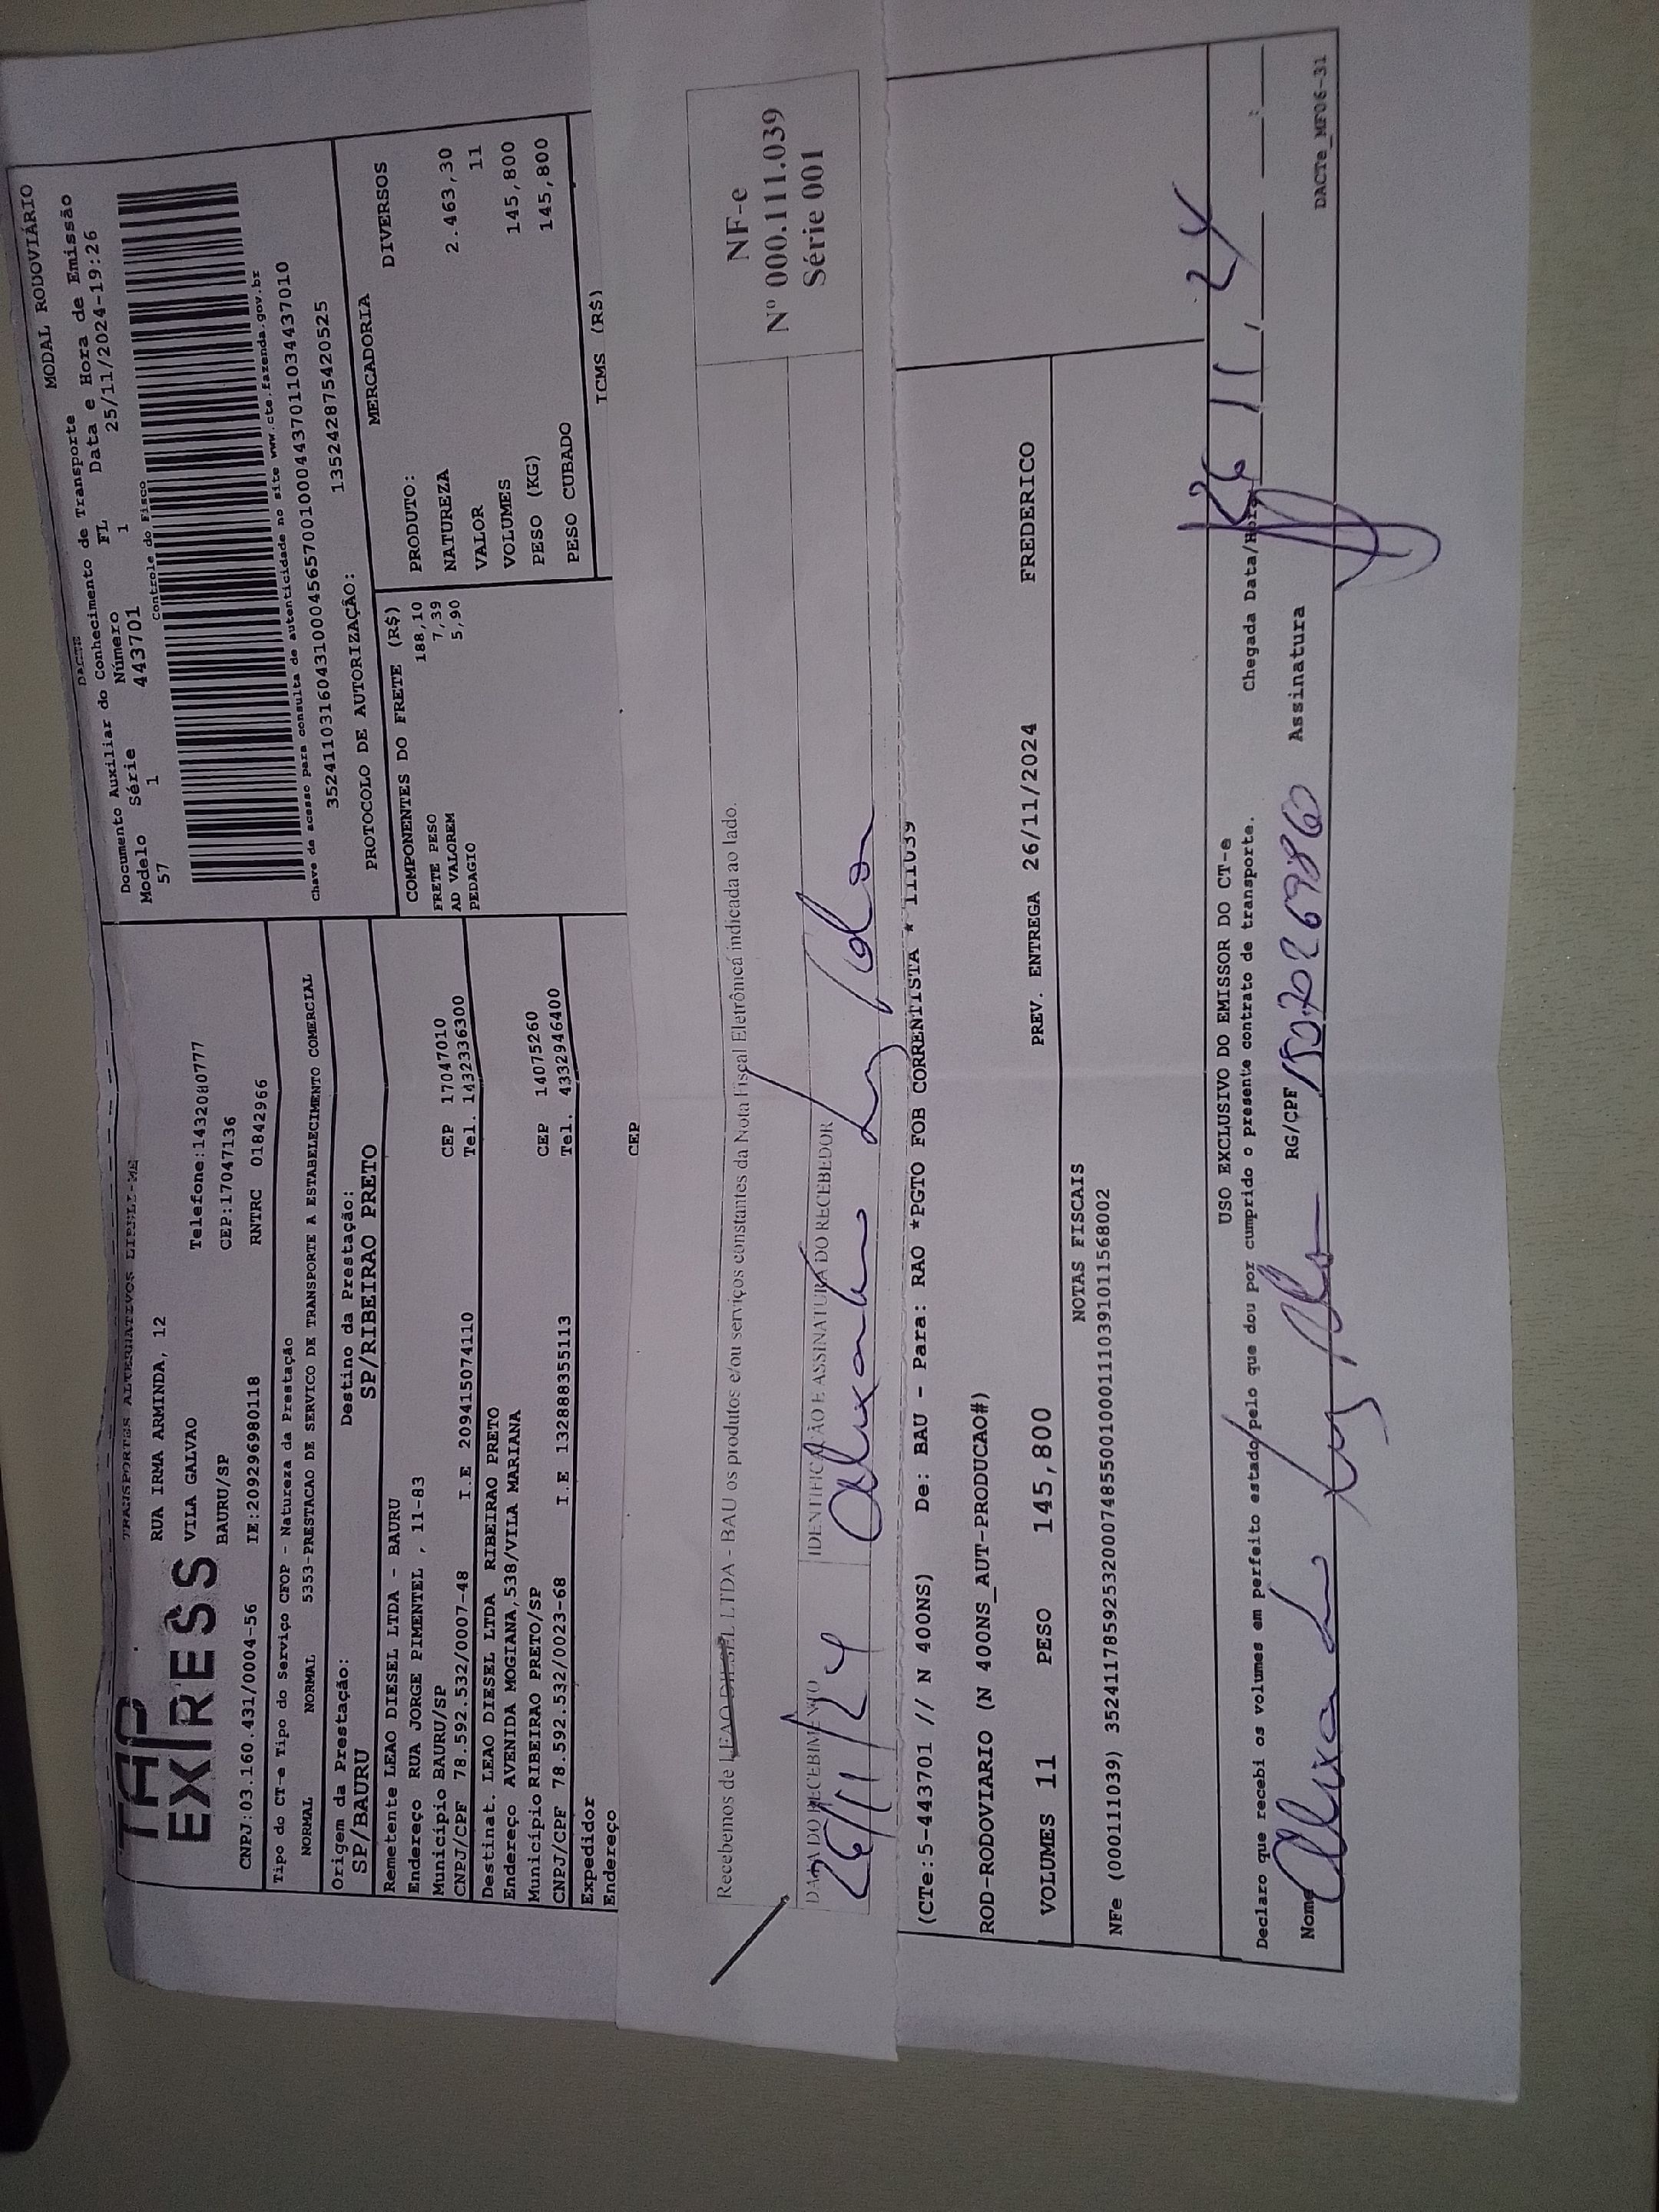 TAP
EXPRESS
TRANSPORTES ALTERNATIVOS EIRELI-ME
RUA IRMA ARMINDA, 12
VILA GALVAO Telefone:1432080777
BAURU/SP CEP:17047136
CNPJ:03.160.431/0004-56 IE:209296980118 RNTRC 01842966
Tipo do CT-e Tipo do Serviço CFOP - Natureza da Prestação
NORMAL NORMAL 5353-PRESTACAO DE SERVICO DE TRANSPORTE A ESTABELECIMENTO COMERCIAL
Origem da Prestação: Destino da Prestação:
SP/BAURU SP/RIBEIRAO PRETO
Remetente LEAO DIESEL LTDA - BAURU
Endereço RUA JORGE PIMENTEL , 11-83
Município BAURU/SP CEP 17047010
CNPJ/CPF 78.592.532/0007-48 I.E 209415074110 Tel. 1432336300
Destinat. LEAO DIESEL LTDA RIBEIRAO PRETO
Endereço AVENIDA MOGIANA,538/VILA MARIANA
Município RIBEIRAO PRETO/SP CEP 14075260
CNPJ/CPF 78.592.532/0023-68 I.E 132888355113 Tel. 4332946400
Expedidor
Endereço CEP
DACTE MODAL RODOVIÁRIO
Documento Auxiliar do Conhecimento de Transporte
Modelo Série Número FL Data e Hora de Emissão
57 1 443701 1 1 25/11/2024-19:26
Controle do Fisco
Chave de acesso para consulta de autenticidade no site www.cte.fazenda.gov.br
35241103160431000456570010004437011034437010
PROTOCOLO DE AUTORIZAÇÃO: 135242875420525
COMPONENTES DO FRETE (R$)
FRETE PESO 188,10
AD VALOREM 7,39
PEDAGIO 5,90
MERCADORIA
PRODUTO: DIVERSOS
NATUREZA
VALOR 2.463,30
VOLUMES 11
PESO (KG) 145,800
PESO CUBADO 145,800
ICMS (R$)
Recebemos de LEAO DIESEL LTDA - BAU os produtos e/ou serviços constantes da Nota Fiscal Eletrônica indicada ao lado.
DATA DO RECEBIMENTO IDENTIFICAÇÃO E ASSINATURA DO RECEBEDOR
26/11/24
NF-e
Nº 000.111.039
Série 001
(CTe:5-443701 // N 400NS) De: BAU - Para: RAO *PGTO FOB CORRENTISTA * 111039
ROD-RODOVIARIO (N 400NS_AUT-PRODUCAO#)
VOLUMES 11 PESO 145,800 PREV. ENTREGA 26/11/2024 FREDERICO
NOTAS FISCAIS
NFe (000111039) 35241178592532000748550010001110391011568002
USO EXCLUSIVO DO EMISSOR DO CT-e
Declaro que recebi os volumes em perfeito estado pelo que dou por cumprido o presente contrato de transporte. Chegada Data/Hora 26 11, 24 :
Nome RG/CPF Assinatura
DACTe_MF06-31